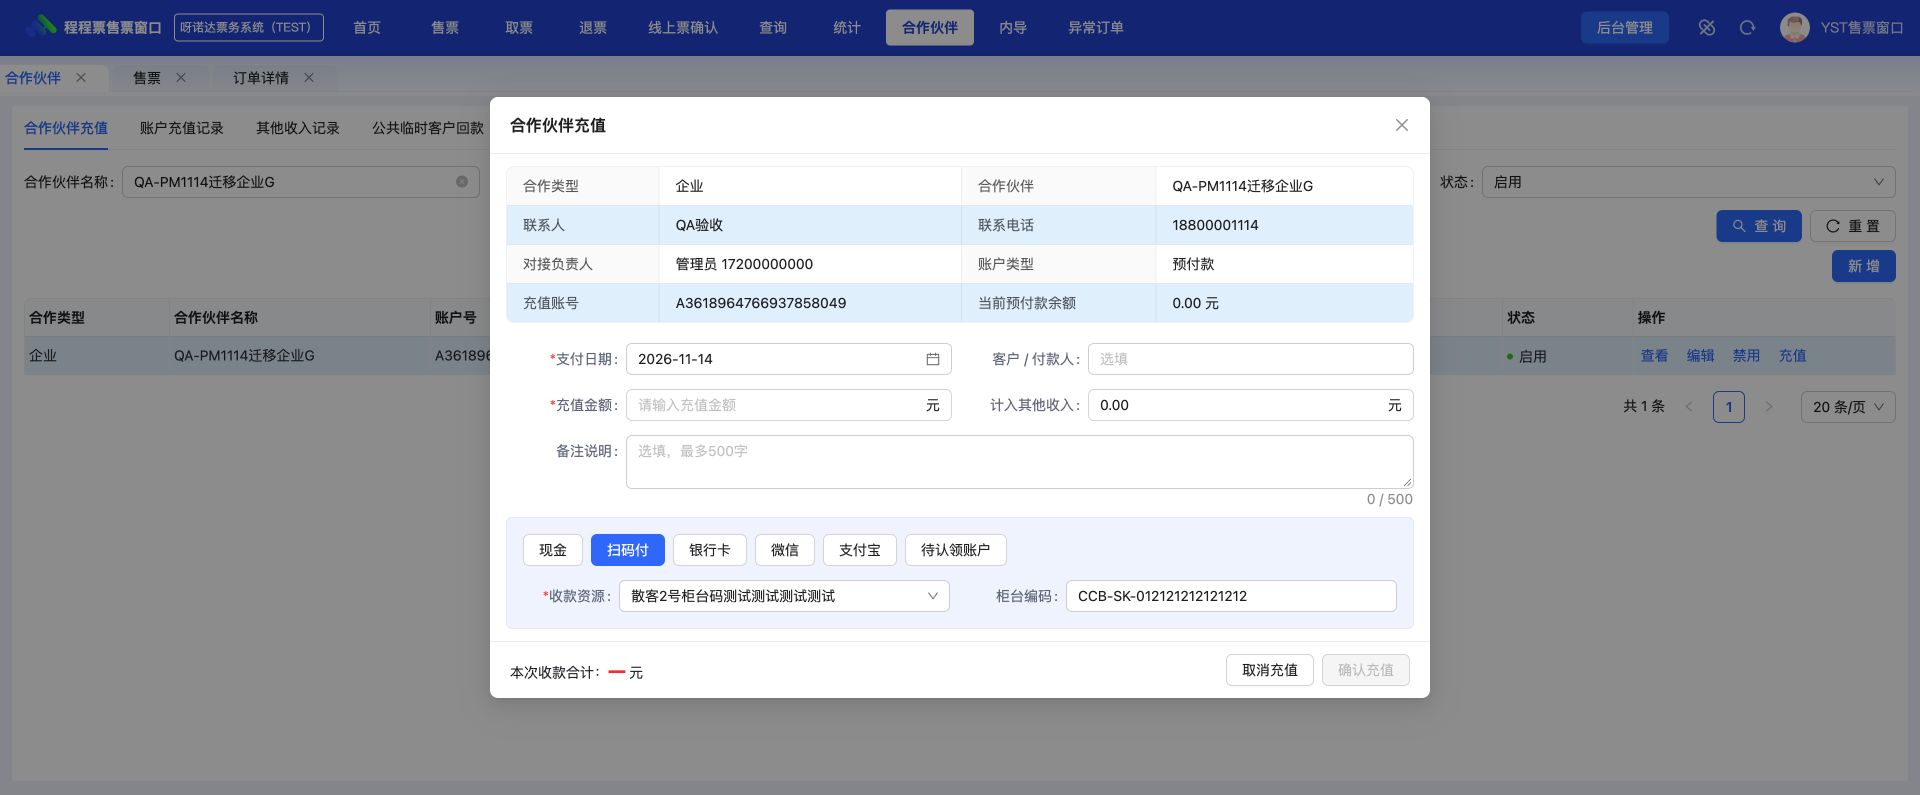 程程票售票窗口 呀诺达票务系统（TEST） 首页 售票 取票 退票 线上票确认 查询 统计 合作伙伴 内导 异常订单 后台管理 YST售票窗口
合作伙伴 售票 订单详情
合作伙伴充值 账户充值记录 其他收入记录 公共临时客户回款
合作伙伴名称： QA-PM1114迁移企业G 状态： 启用
查 询 重 置
新 增
合作类型 合作伙伴名称 账户号 状态 操作
企业 QA-PM1114迁移企业G A36189 启用 查看 编辑 禁用 充值
共 1 条 1 20 条/页
合作伙伴充值
合作类型 企业 合作伙伴 QA-PM1114迁移企业G
联系人 QA验收 联系电话 18800001114
对接负责人 管理员 17200000000 账户类型 预付款
充值账号 A3618964766937858049 当前预付款余额 0.00 元
*支付日期： 2026-11-14 客户 / 付款人： 选填
*充值金额： 请输入充值金额 元 计入其他收入： 0.00 元
备注说明： 选填，最多500字
0 / 500
现金 扫码付 银行卡 微信 支付宝 待认领账户
*收款资源： 散客2号柜台码测试测试测试测试 柜台编码： CCB-SK-012121212121212
本次收款合计： — 元 取消充值 确认充值